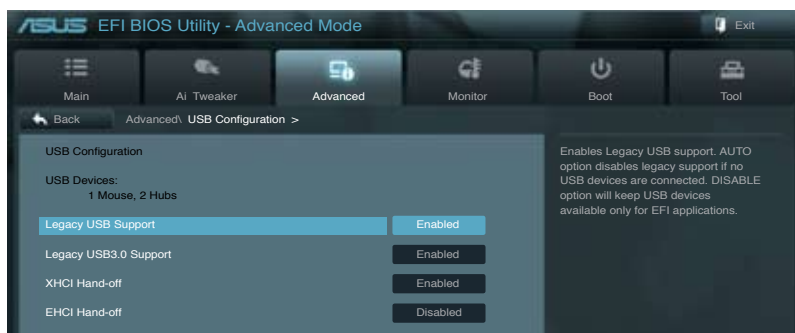 ASUS EFI BIOS Utility - Advanced Mode
Exit
Main Ai Tweaker Advanced Monitor Boot Tool
Back Advanced\ USB Configuration >
USB Configuration
USB Devices:
1 Mouse, 2 Hubs
Legacy USB Support Enabled
Legacy USB3.0 Support Enabled
XHCI Hand-off Enabled
EHCI Hand-off Disabled
Enables Legacy USB support. AUTO
option disables legacy support if no
USB devices are connected. DISABLE
option will keep USB devices
available only for EFI applications.